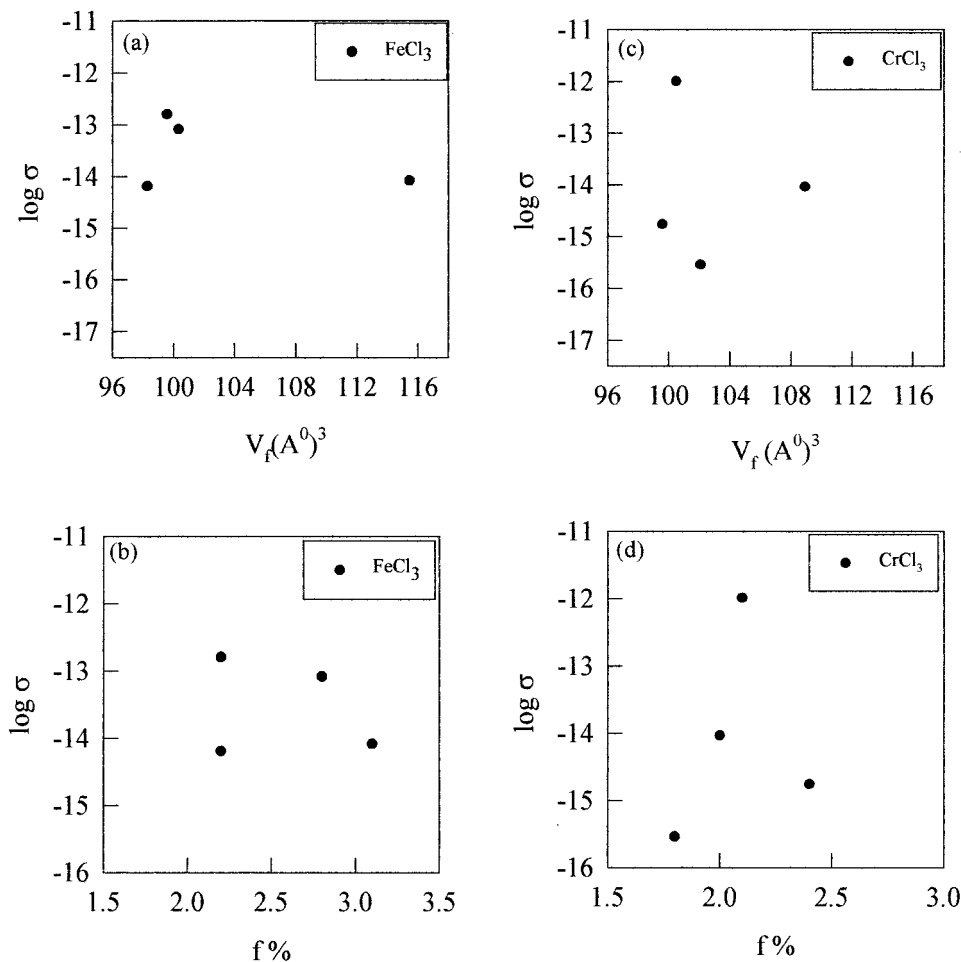 (a)
FeCl3
-11
-12
-13
-14
-15
-16
-17
log σ
96 100 104 108 112 116
Vf(A0)3
(c)
CrCl3
-11
-12
-13
-14
-15
-16
-17
log σ
96 100 104 108 112 116
Vf (A0)3
(b)
FeCl3
-11
-12
-13
-14
-15
-16
log σ
1.5 2.0 2.5 3.0 3.5
f %
(d)
CrCl3
-11
-12
-13
-14
-15
-16
log σ
1.5 2.0 2.5 3.0
f%